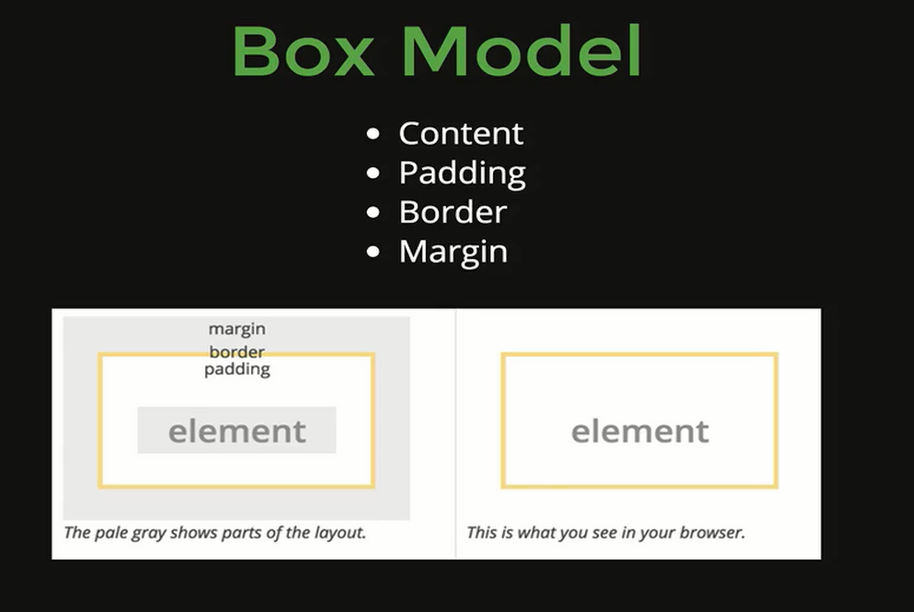 Box Model
Content
Padding
Border
Margin
margin
border
padding
element
The pale gray shows parts of the layout.
element
This is what you see in your browser.